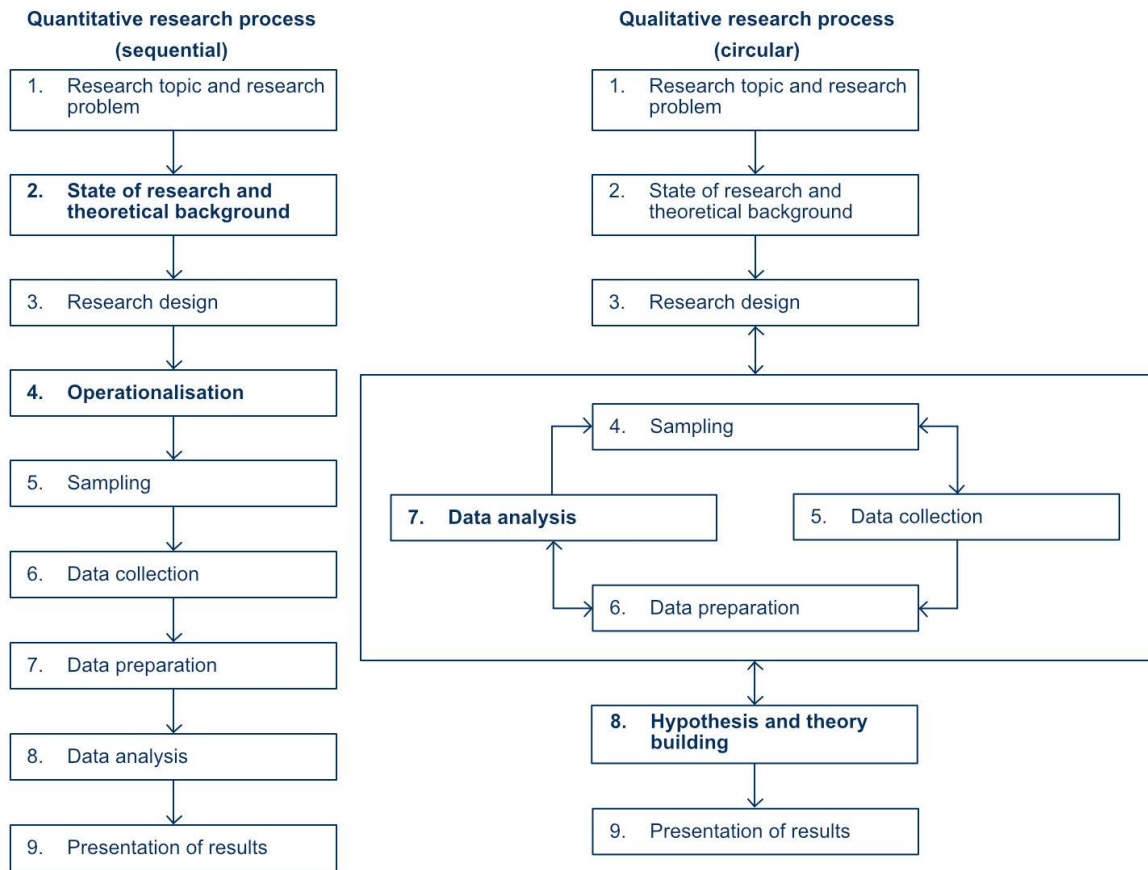 Quantitative research process
(sequential)
1. Research topic and research
problem
2. State of research and
theoretical background
3. Research design
4. Operationalisation
5. Sampling
6. Data collection
7. Data preparation
8. Data analysis
9. Presentation of results
Qualitative research process
(circular)
1. Research topic and research
problem
2. State of research and
theoretical background
3. Research design
4. Sampling
5. Data collection
6. Data preparation
7. Data analysis
8. Hypothesis and theory
building
9. Presentation of results